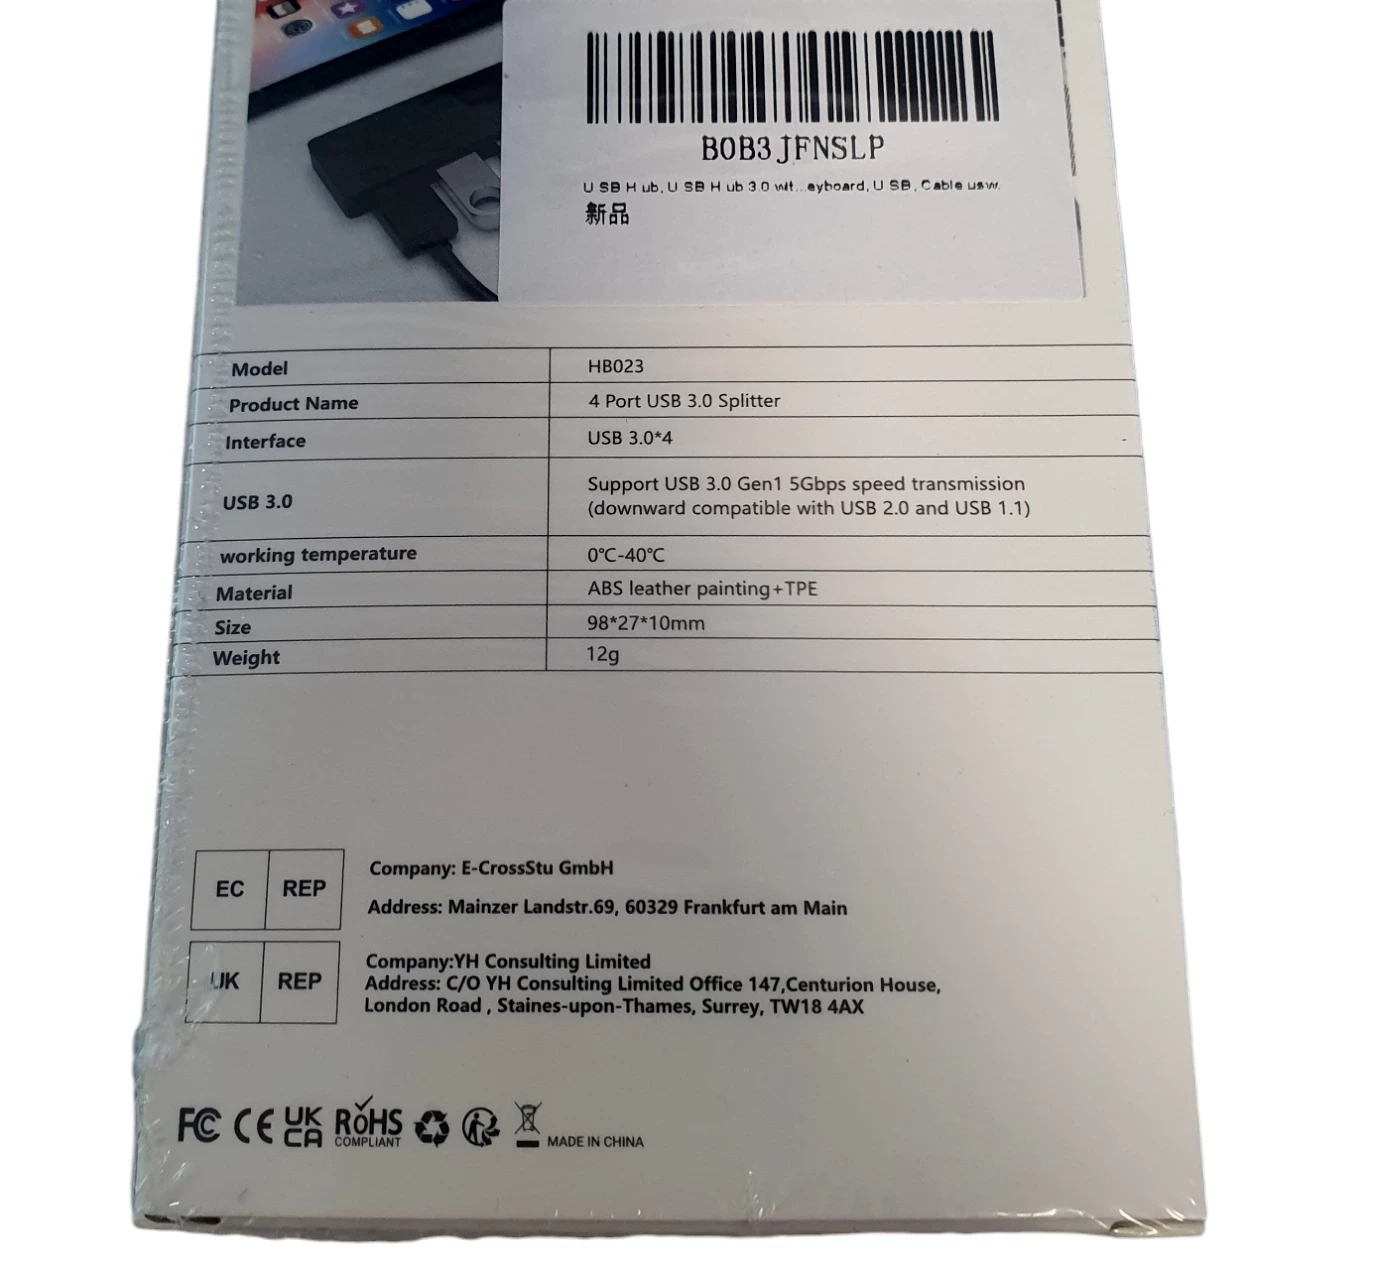 B0B3JFNSLP
USB Hub, USB Hub 3.0 wit...eyboard, USB, Cable usw.
新品
Model HB023
Product Name 4 Port USB 3.0 Splitter
Interface USB 3.0*4
USB 3.0 Support USB 3.0 Gen1 5Gbps speed transmission
(downward compatible with USB 2.0 and USB 1.1)
working temperature 0℃-40℃
Material ABS leather painting+TPE
Size 98*27*10mm
Weight 12g
EC REP Company: E-CrossStu GmbH
Address: Mainzer Landstr.69, 60329 Frankfurt am Main
UK REP Company:YH Consulting Limited
Address: C/O YH Consulting Limited Office 147,Centurion House,
London Road , Staines-upon-Thames, Surrey, TW18 4AX
FC CE UK CA RoHS COMPLIANT MADE IN CHINA